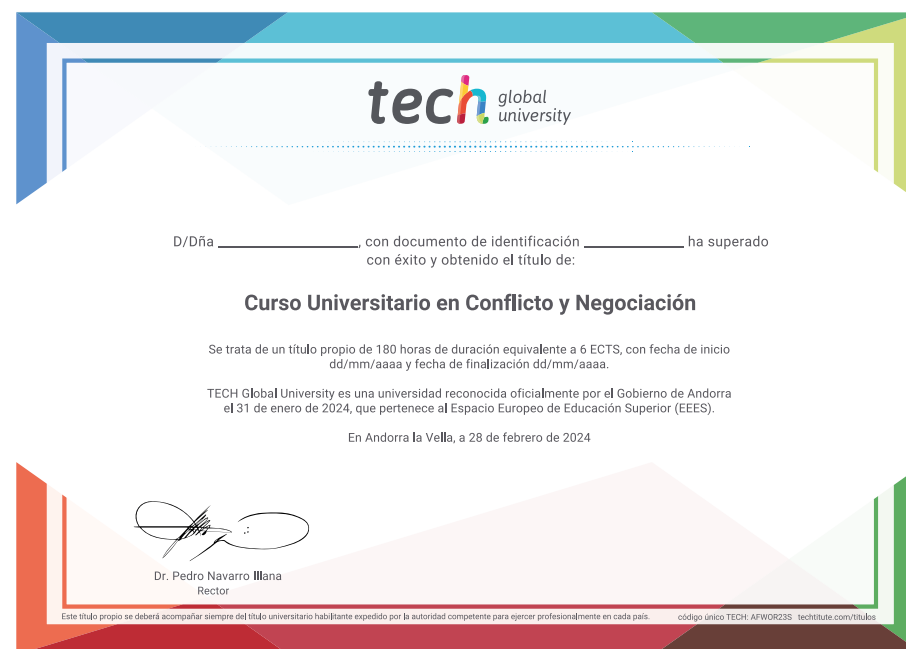 tech global university
D/Dña ____________, con documento de identificación ____________ ha superado
con éxito y obtenido el título de:
Curso Universitario en Conflicto y Negociación
Se trata de un título propio de 180 horas de duración equivalente a 6 ECTS, con fecha de inicio
dd/mm/aaaa y fecha de finalización dd/mm/aaaa.
TECH Global University es una universidad reconocida oficialmente por el Gobierno de Andorra
el 31 de enero de 2024, que pertenece al Espacio Europeo de Educación Superior (EEES).
En Andorra la Vella, a 28 de febrero de 2024
Dr. Pedro Navarro Illana
Rector
Este título propio se deberá acompañar siempre del título universitario habilitante expedido por la autoridad competente para ejercer profesionalmente en cada país. código único TECH: AFWOR23S techtitute.com/titulos